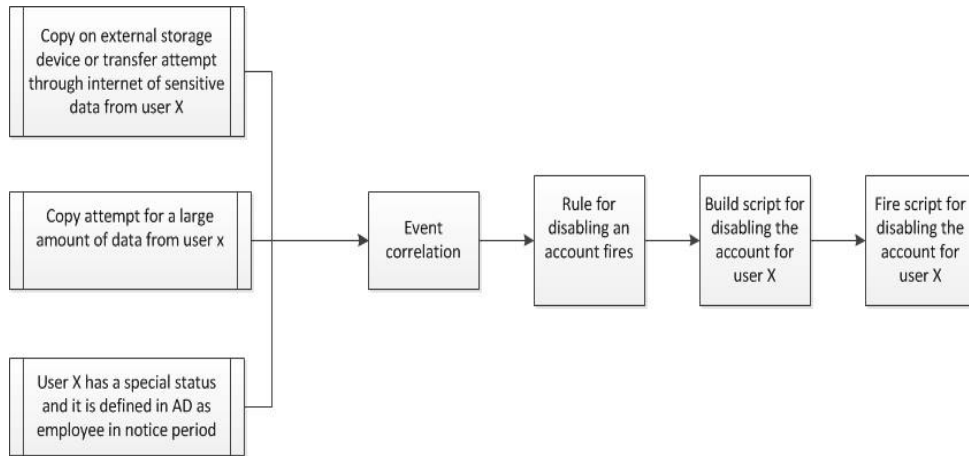 Copy on external storage
device or transfer attempt
through internet of sensitive
data from user X
Copy attempt for a large
amount of data from user x
User X has a special status
and it is defined in AD as
employee in notice period
Event
correlation
Rule for
disabling an
account fires
Build script for
disabling the
account for
user X
Fire script for
disabling the
account for
user X